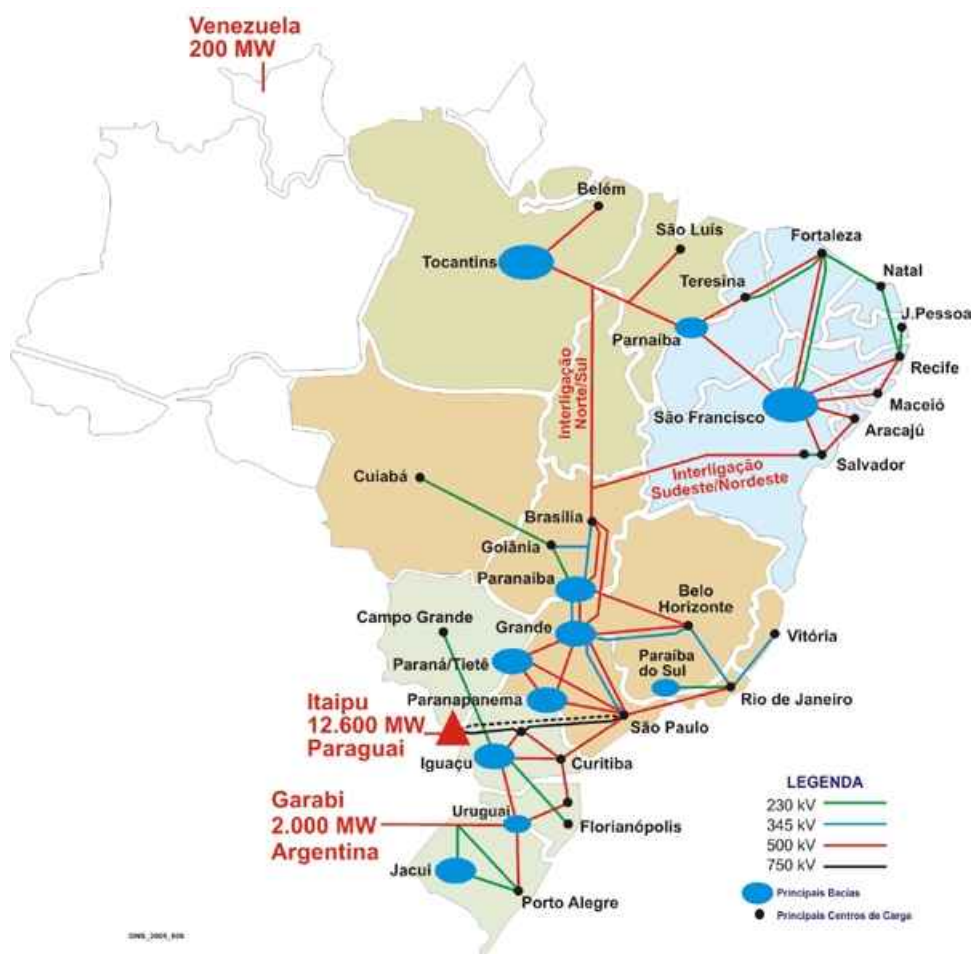 Venezuela
200 MW
Belém
São Luis
Fortaleza
Tocantins
Teresina
Natal
J.Pessoa
Parnaíba
Recife
Interligação
Norte/Sul
São Francisco
Maceió
Aracajú
Salvador
Cuiabá
Interligação
Sudeste/Nordeste
Brasília
Goiânia
Paranaíba
Belo
Horizonte
Campo Grande
Grande
Vitória
Paraná/Tietê
Paraíba
do Sul
Itaipu
12.600 MW
Paraguai
Paranapanema
Rio de Janeiro
São Paulo
Iguaçu
Curitiba
Garabi
2.000 MW
Argentina
Uruguai
Florianópolis
Jacui
Porto Alegre
LEGENDA
230 kV
345 kV
500 kV
750 kV
Principais Bacias
Principais Centros de Carga